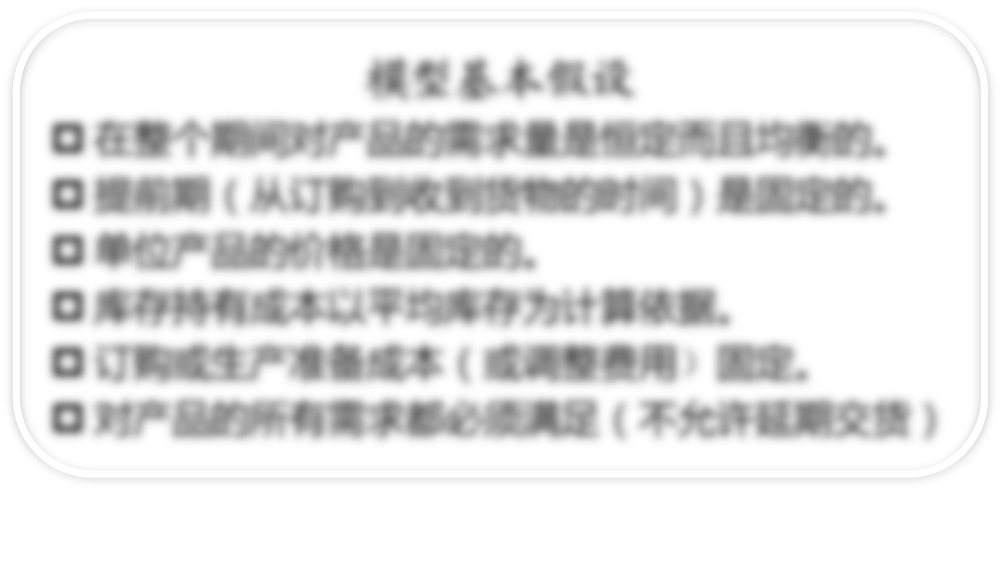 模型基本假设
在整个期间对产品的需求量是恒定而且均衡的。
提前期（从订购到收到货物的时间）是固定的。
单位产品的价格是固定的。
库存持有成本以平均库存为计算依据。
订购或生产准备成本（或调整费用）固定。
对产品的所有需求都必须满足（不允许延期交货）